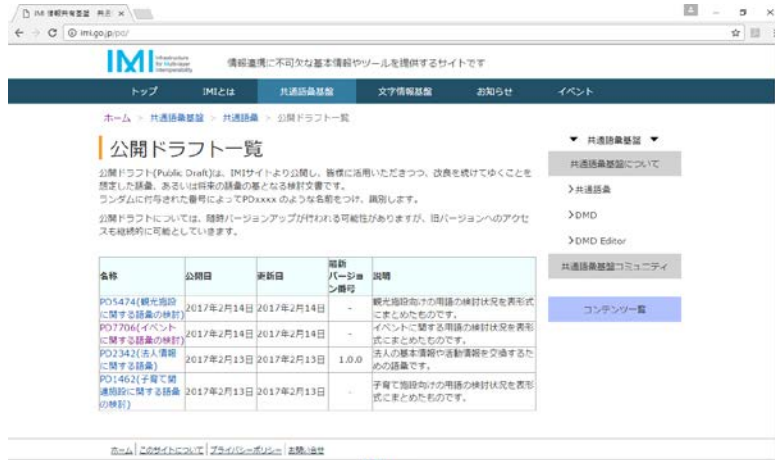 IMI 情報共有基盤 共通
imi.go.jp/pd/
IMI Infrastructure for Multi-layer Interoperability
情報連携に不可欠な基本情報やツールを提供するサイトです
トップ IMIとは 共通語彙基盤 文字情報基盤 お知らせ イベント
ホーム > 共通語彙基盤 > 共通語彙 > 公開ドラフト一覧
公開ドラフト一覧
公開ドラフト(Public Draft)は、IMIサイトより公開し、皆様に活用いただきつつ、改良を続けてゆくことを
想定した語彙、あるいは将来の語彙の基となる検討文書です。
ランダムに付与された番号によってPDxxxx のような名前をつけ、識別します。
公開ドラフトについては、随時バージョンアップが行われる可能性がありますが、旧バージョンへのアクセ
スも継続的に可能としていきます。
名称 公開日 更新日 最新バージョン番号 説明
PD5474(観光施設に関する語彙の検討) 2017年2月14日 2017年2月14日 - 観光施設向けの用語の検討状況を表形式にまとめたものです。
PD7706(イベントに関する語彙の検討) 2017年2月14日 2017年2月14日 - イベントに関する用語の検討状況を表形式にまとめたものです。
PD2342(法人情報に関する語彙) 2017年2月13日 2017年2月13日 1.0.0 法人の基本情報や活動情報を交換するための語彙です。
PD1462(子育て関連施設に関する語彙の検討) 2017年2月13日 2017年2月13日 - 子育て施設向けの用語の検討状況を表形式にまとめたものです。
▼ 共通語彙基盤 ▼
共通語彙基盤について
>共通語彙
>DMD
>DMD Editor
共通語彙基盤コミュニティ
コンテンツ一覧
ホーム | このサイトについて | プライバシーポリシー | お問い合せ